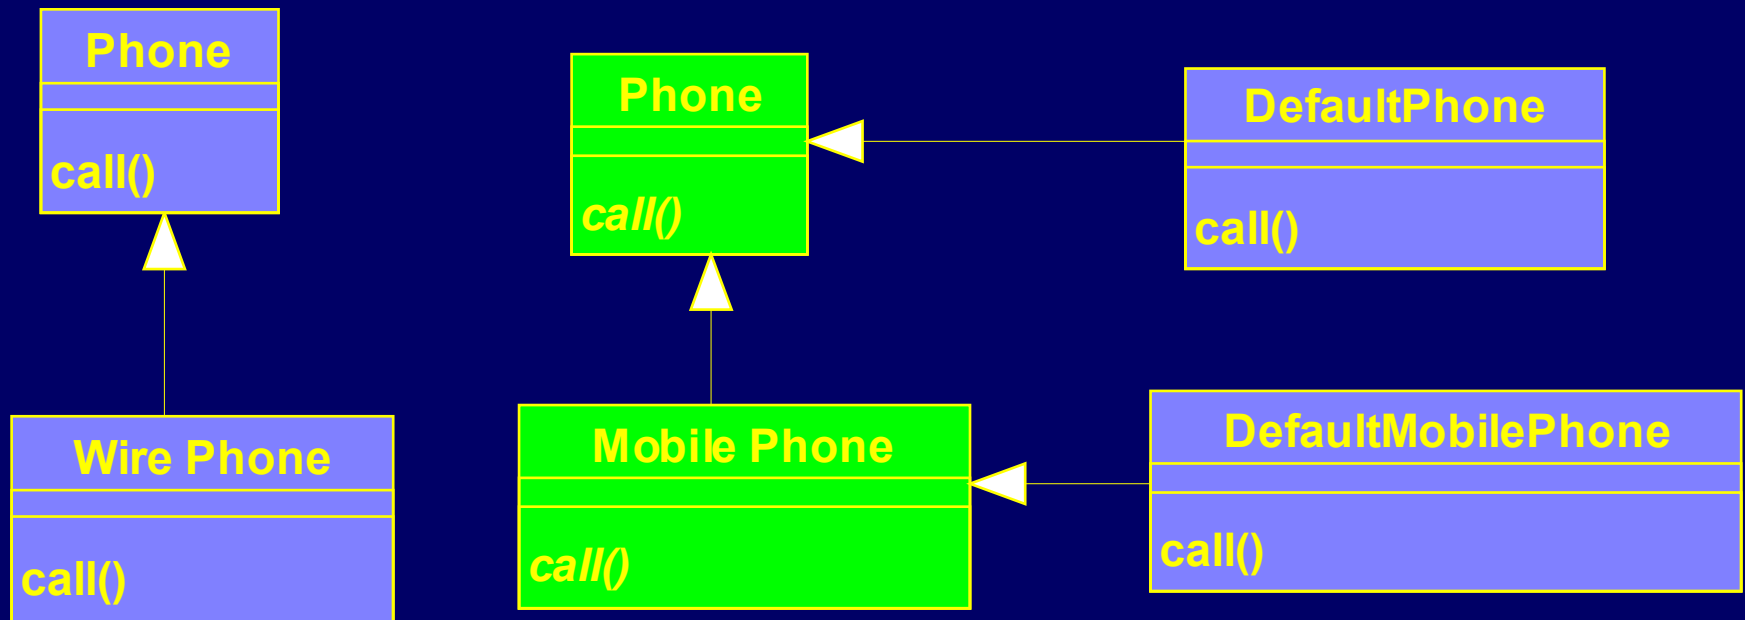 Phone
call()
Wire Phone
call()
Phone
call()
Mobile Phone
call()
DefaultPhone
call()
DefaultMobilePhone
call()